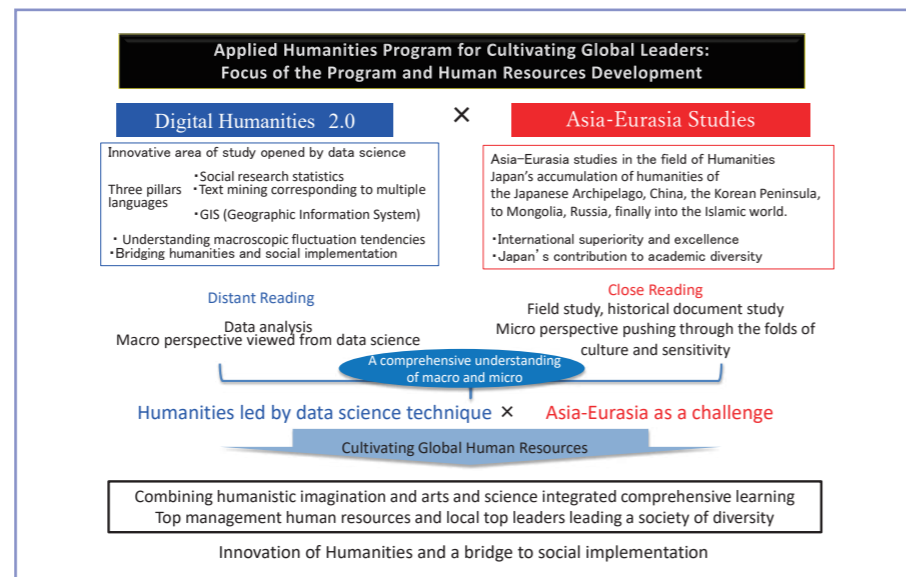 Applied Humanities Program for Cultivating Global Leaders:
Focus of the Program and Human Resources Development
Digital Humanities 2.0
×
Asia-Eurasia Studies
Innovative area of study opened by data science
Three pillars
・Social research statistics
・Text mining corresponding to multiple
languages
・GIS (Geographic Information System)
・Understanding macroscopic fluctuation tendencies
・Bridging humanities and social implementation
Asia-Eurasia studies in the field of Humanities
Japan's accumulation of humanities of
the Japanese Archipelago, China, the Korean Peninsula,
to Mongolia, Russia, finally into the Islamic world.
・International superiority and excellence
・Japan's contribution to academic diversity
Distant Reading
Data analysis
Macro perspective viewed from data science
Close Reading
Field study, historical document study
Micro perspective pushing through the folds of
culture and sensitivity
A comprehensive understanding
of macro and micro
Humanities led by data science technique × Asia-Eurasia as a challenge
Cultivating Global Human Resources
Combining humanistic imagination and arts and science integrated comprehensive learning
Top management human resources and local top leaders leading a society of diversity
Innovation of Humanities and a bridge to social implementation